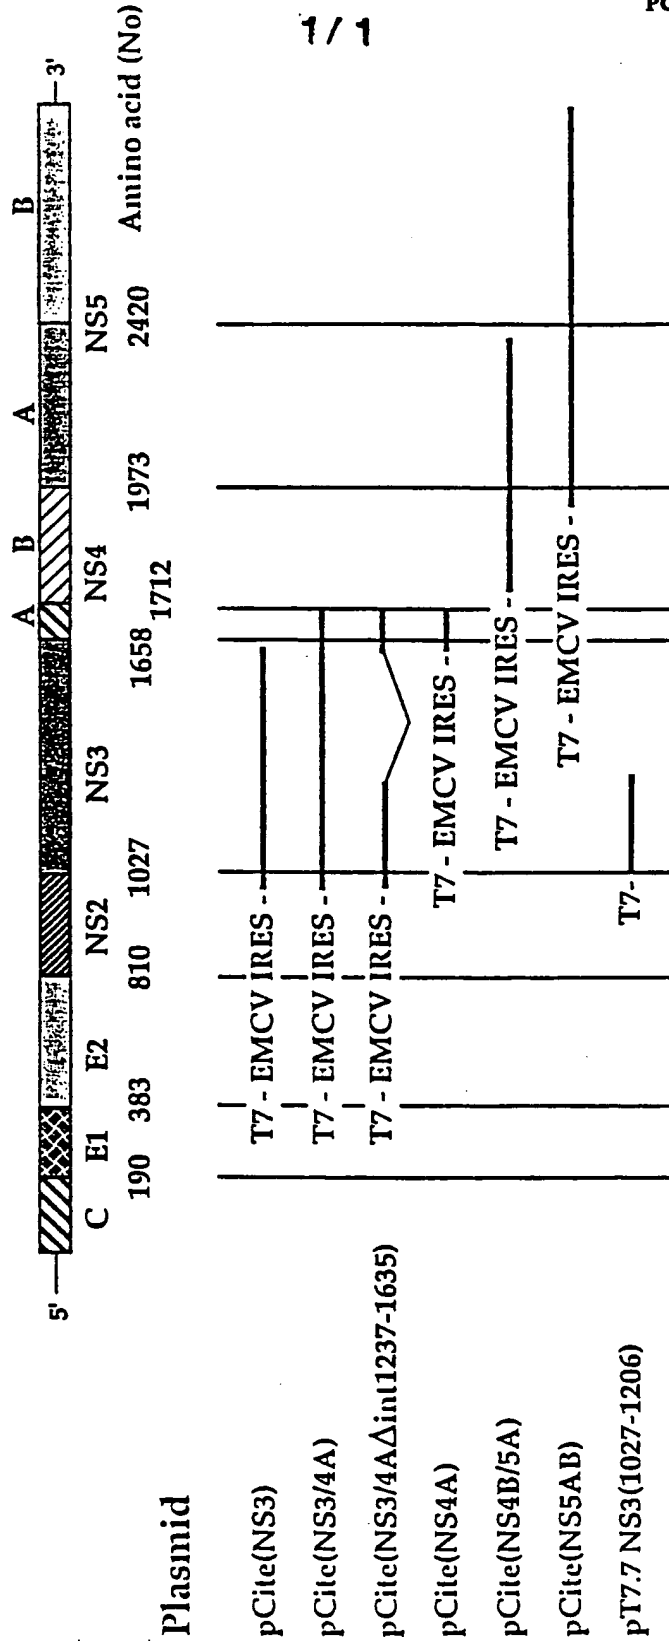 PC
1/1
A B A B
5' 3'
C E1 E2 NS2 NS3 NS4 NS5
190 383 810 1027 1658 1973 2420 Amino acid (No)
1712
Plasmid
pCite(NS3) T7 - EMCV IRES -
pCite(NS3/4A) T7 - EMCV IRES -
pCite(NS3/4AΔint1237-1635) T7 - EMCV IRES -
pCite(NS4A) T7 - EMCV IRES -
pCite(NS4B/5A) T7 - EMCV IRES -
pCite(NS5AB) T7 - EMCV IRES -
pT7.7 NS3(1027-1206) T7-